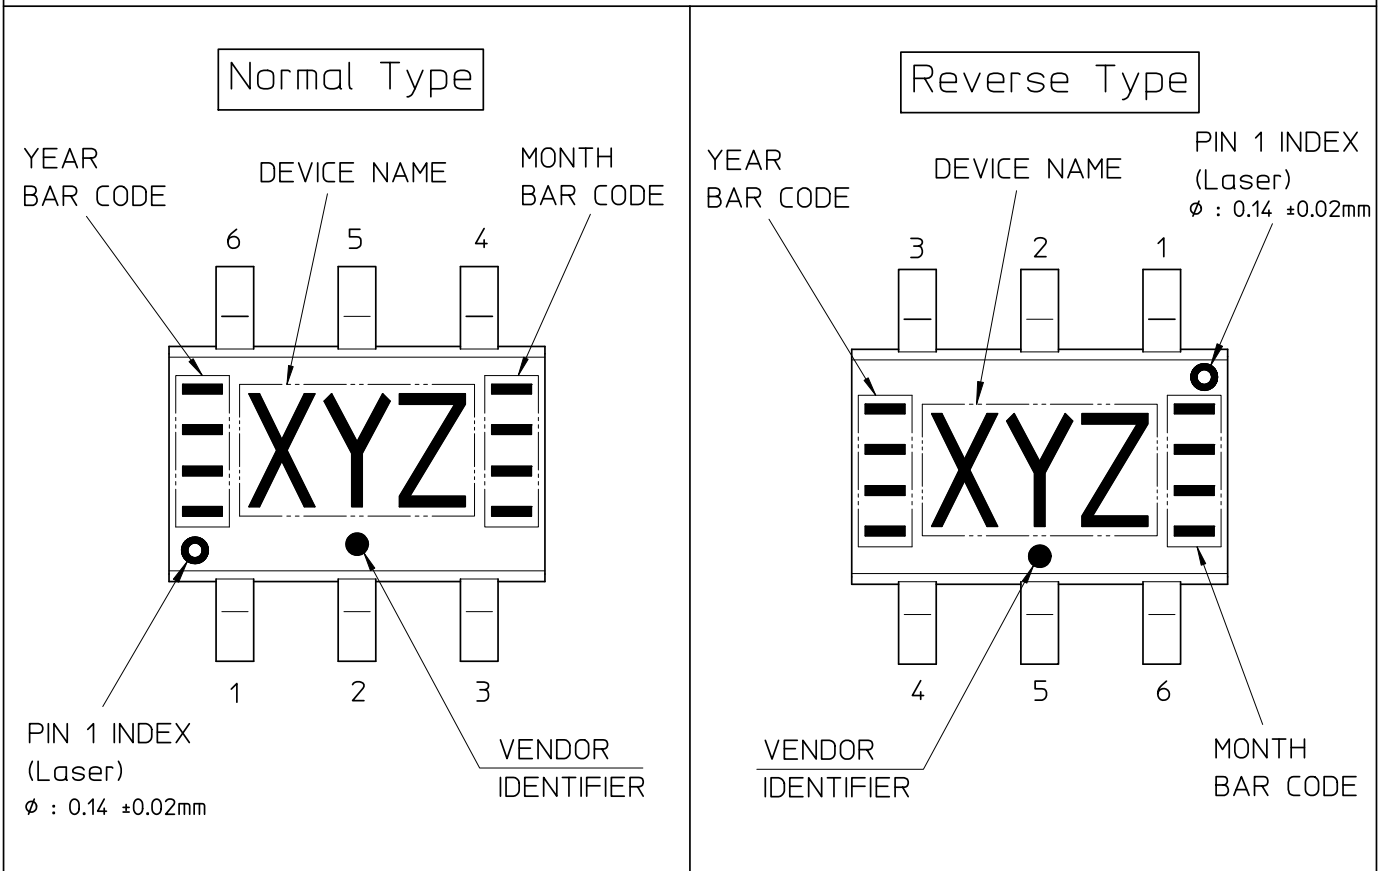 Normal Type
YEAR
BAR CODE
DEVICE NAME
MONTH
BAR CODE
6 5 4
XYZ
1 2 3
PIN 1 INDEX
(Laser)
ϕ : 0.14 ±0.02mm
VENDOR
IDENTIFIER
Reverse Type
YEAR
BAR CODE
DEVICE NAME
PIN 1 INDEX
(Laser)
ϕ : 0.14 ±0.02mm
3 2 1
XYZ
4 5 6
VENDOR
IDENTIFIER
MONTH
BAR CODE